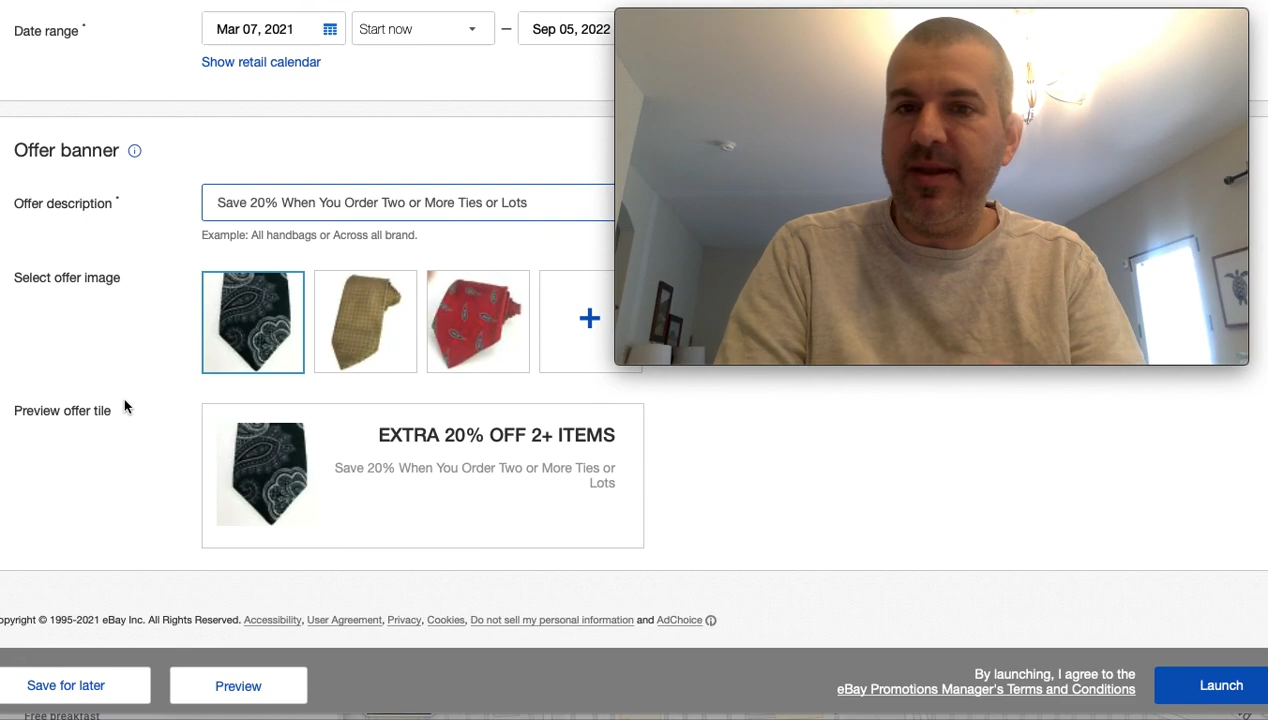 Date range *
Mar 07, 2021
Start now
–
Sep 05, 2022
Show retail calendar
Offer banner
Offer description *
Save 20% When You Order Two or More Ties or Lots
Example: All handbags or Across all brand.
Select offer image
+
Preview offer tile
EXTRA 20% OFF 2+ ITEMS
Save 20% When You Order Two or More Ties or
Lots
opyright © 1995-2021 eBay Inc. All Rights Reserved. Accessibility, User Agreement, Privacy, Cookies, Do not sell my personal information and AdChoice
Save for later
Preview
By launching, I agree to the
eBay Promotions Manager's Terms and Conditions
Launch
Free breakfast